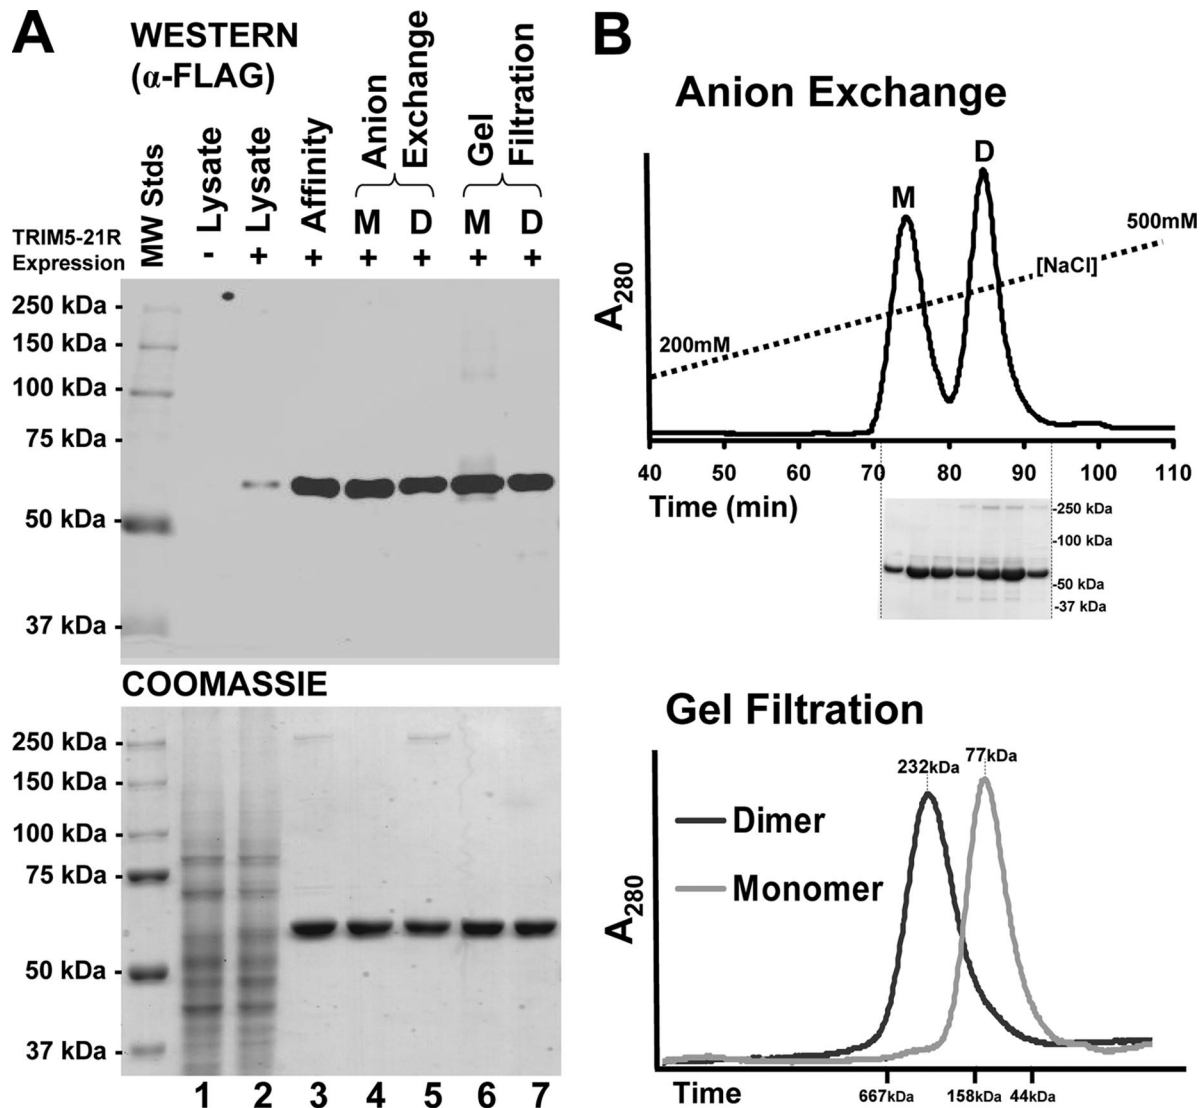 A
WESTERN
(α-FLAG)
MW Stds
Lysate
Lysate
Affinity
Anion
Exchange
Gel
Filtration
M D M D
TRIM5-21R
Expression
- + + + + + +
250 kDa -
150 kDa -
100 kDa -
75 kDa -
50 kDa -
37 kDa -
COOMASSIE
250 kDa -
150 kDa -
100 kDa -
75 kDa -
50 kDa -
37 kDa -
1 2 3 4 5 6 7
B
Anion Exchange
A280
M
D
200mM
[NaCl]
500mM
40 50 60 70 80 90 100 110
Time (min)
-250 kDa
-100 kDa
-50 kDa
-37 kDa
Gel Filtration
A280
232kDa
77kDa
Dimer
Monomer
Time
667kDa
158kDa
44kDa